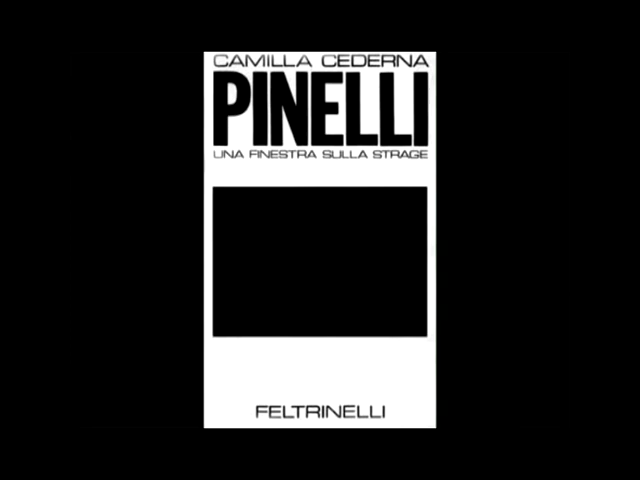 CAMILLA CEDERNA
PINELLI
UNA FINESTRA SULLA STRAGE
FELTRINELLI